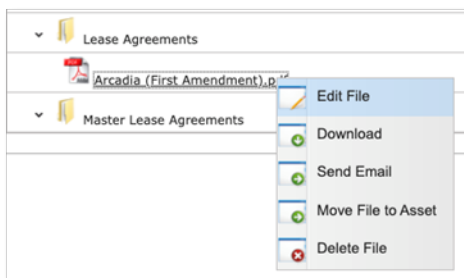 Lease Agreements
Arcadia (First Amendment).pdf
Edit File
Master Lease Agreements
Download
Send Email
Move File to Asset
Delete File